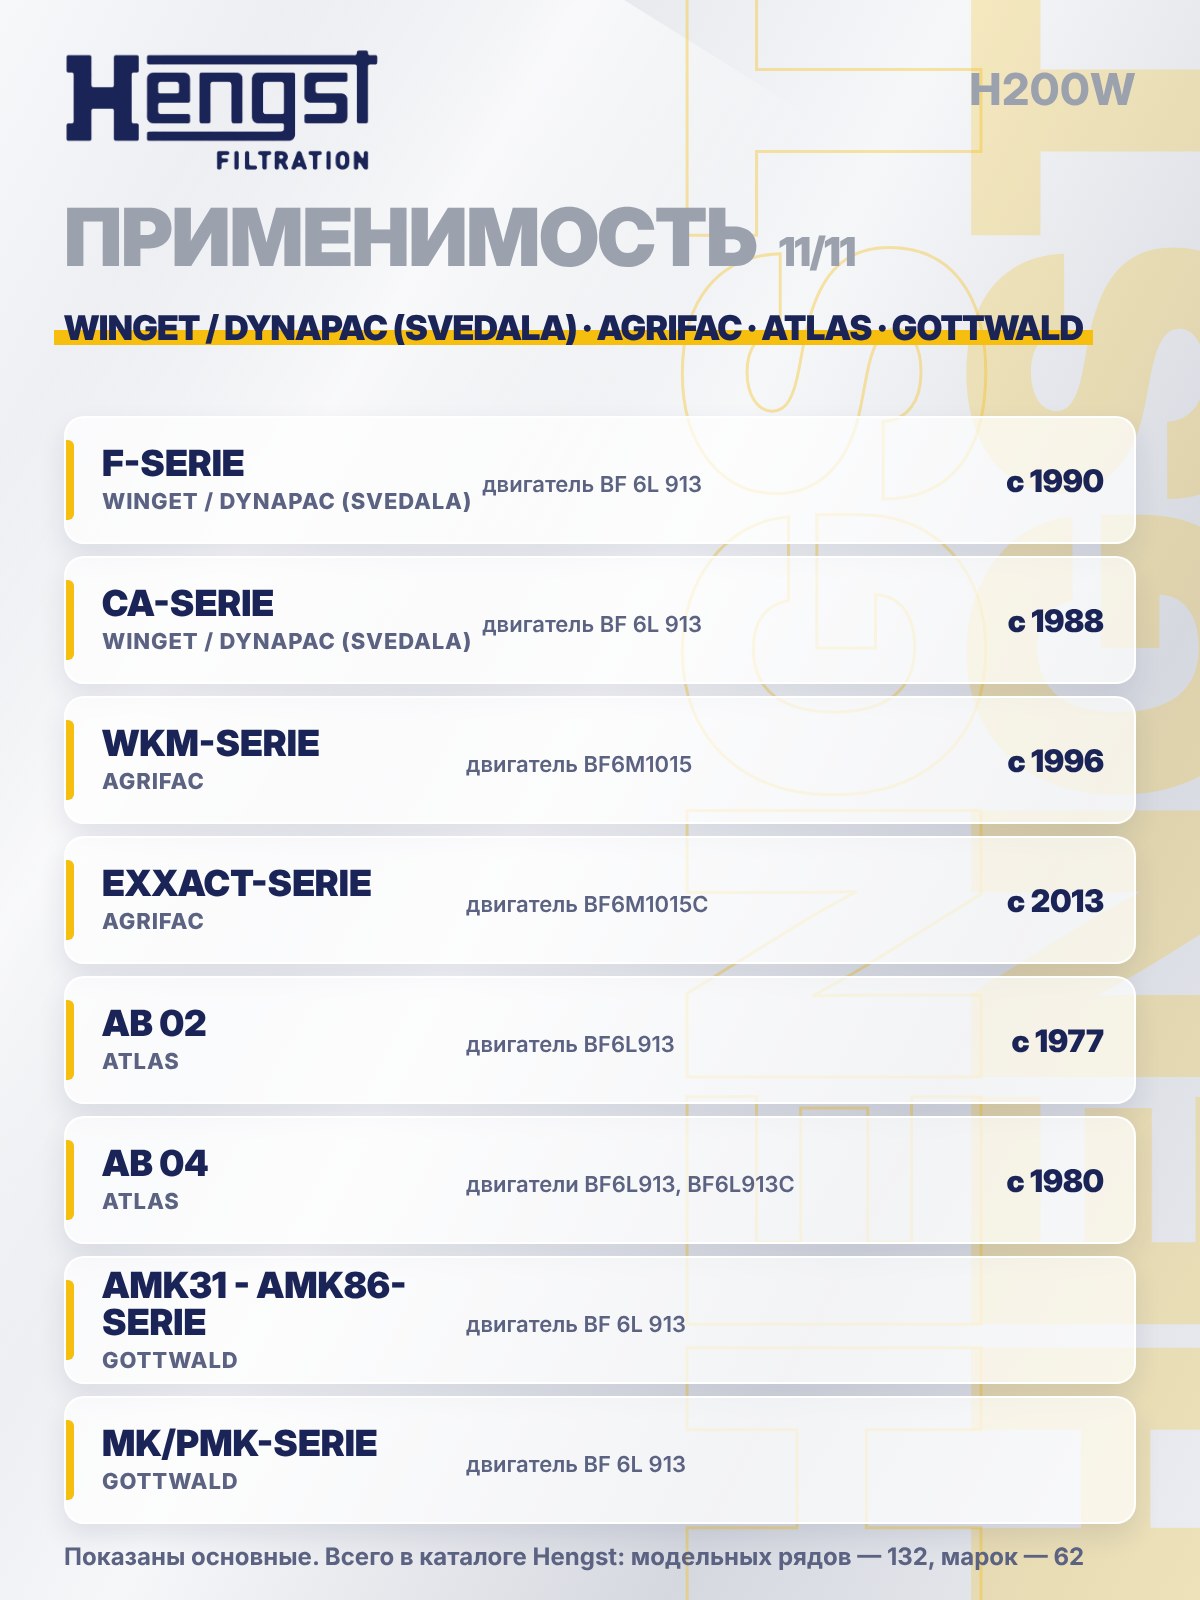 Hengst
FILTRATION
H200W
ПРИМЕНИМОСТЬ 11/11
WINGET / DYNAPAC (SVEDALA) · AGRIFAC · ATLAS · GOTTWALD
F-SERIE
WINGET / DYNAPAC (SVEDALA)
двигатель BF 6L 913
с 1990
CA-SERIE
WINGET / DYNAPAC (SVEDALA)
двигатель BF 6L 913
с 1988
WKM-SERIE
AGRIFAC
двигатель BF6M1015
с 1996
EXXACT-SERIE
AGRIFAC
двигатель BF6M1015C
с 2013
AB 02
ATLAS
двигатель BF6L913
с 1977
AB 04
ATLAS
двигатели BF6L913, BF6L913C
с 1980
AMK31 - AMK86-
SERIE
GOTTWALD
двигатель BF 6L 913
MK/PMK-SERIE
GOTTWALD
двигатель BF 6L 913
Показаны основные. Всего в каталоге Hengst: модельных рядов — 132, марок — 62
HENGST
HENGST